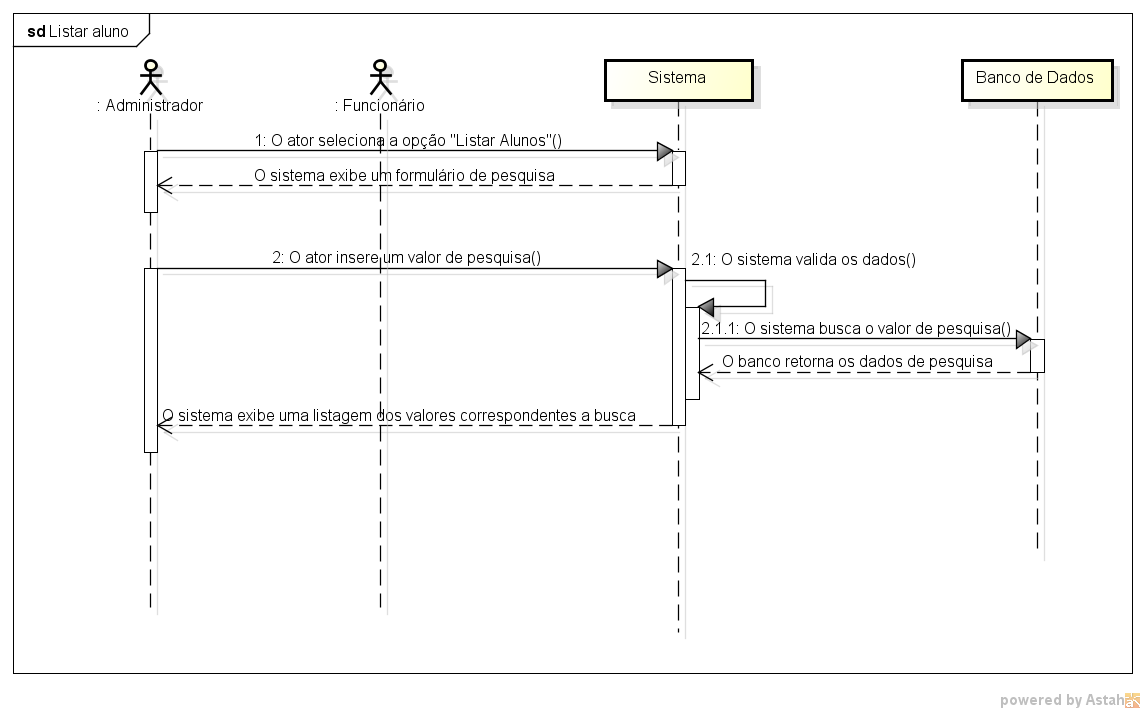 sd Listar aluno
: Administrador
: Funcionário
Sistema
Banco de Dados
1: O ator seleciona a opção "Listar Alunos"()
O sistema exibe um formulário de pesquisa
2: O ator insere um valor de pesquisa()
2.1: O sistema valida os dados()
2.1.1: O sistema busca o valor de pesquisa()
O banco retorna os dados de pesquisa
O sistema exibe uma listagem dos valores correspondentes a busca
powered by Astah